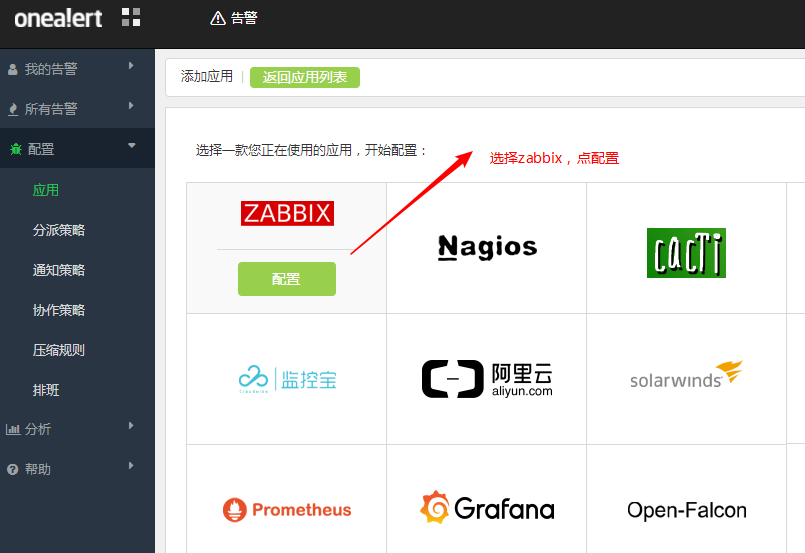 onealert
告警
我的告警
所有告警
配置
应用
分派策略
通知策略
协作策略
压缩规则
排班
分析
帮助
添加应用 | 返回应用列表
选择一款您正在使用的应用，开始配置：
选择zabbix，点配置
ZABBIX
配置
Nagios
cacti
监控宝
阿里云
aliyun.com
solarwinds
Prometheus
Grafana
Open-Falcon